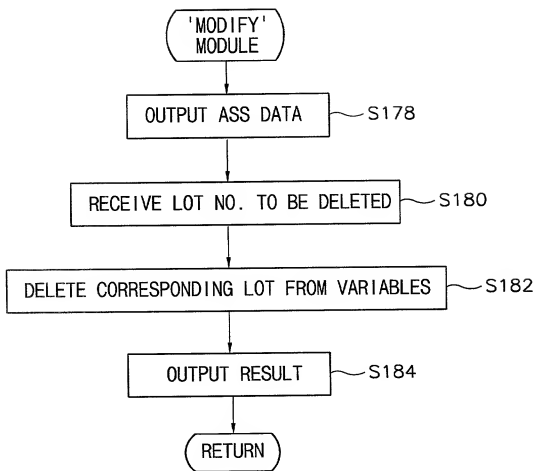 'MODIFY'
MODULE
OUTPUT ASS DATA
S178
RECEIVE LOT NO. TO BE DELETED
S180
DELETE CORRESPONDING LOT FROM VARIABLES
S182
OUTPUT RESULT
S184
RETURN